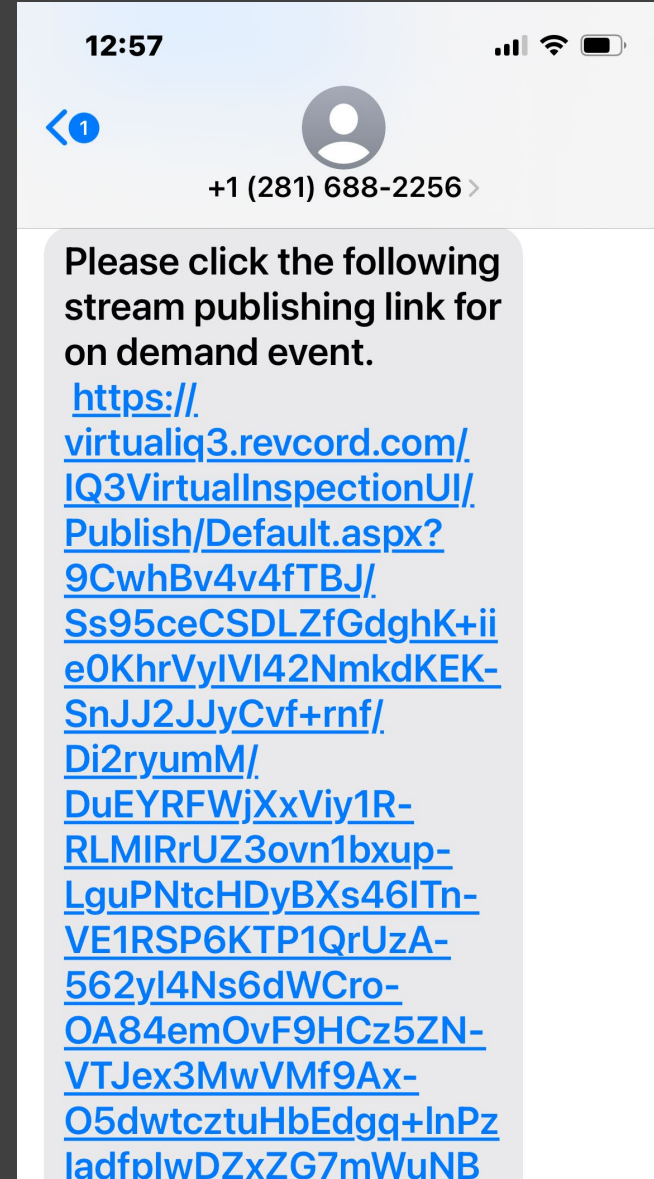 12:57
1
+1 (281) 688-2256
Please click the following
stream publishing link for
on demand event.
https://
virtualiq3.revcord.com/
IQ3VirtualInspectionUI/
Publish/Default.aspx?
9CwhBv4v4fTBJ/
Ss95ceCSDLZfGdghK+ii
e0KhrVylVl42NmkdKEK-
SnJJ2JJyCvf+rnf/
Di2ryumM/
DuEYRFWjXxViy1R-
RLMIRrUZ3ovn1bxup-
LguPNtcHDyBXs46ITn-
VE1RSP6KTP1QrUzA-
562yl4Ns6dWCro-
OA84emOvF9HCz5ZN-
VTJex3MwVMf9Ax-
O5dwtcztuHbEdgq+lnPz
ladfplwDZxZG7mWuNB